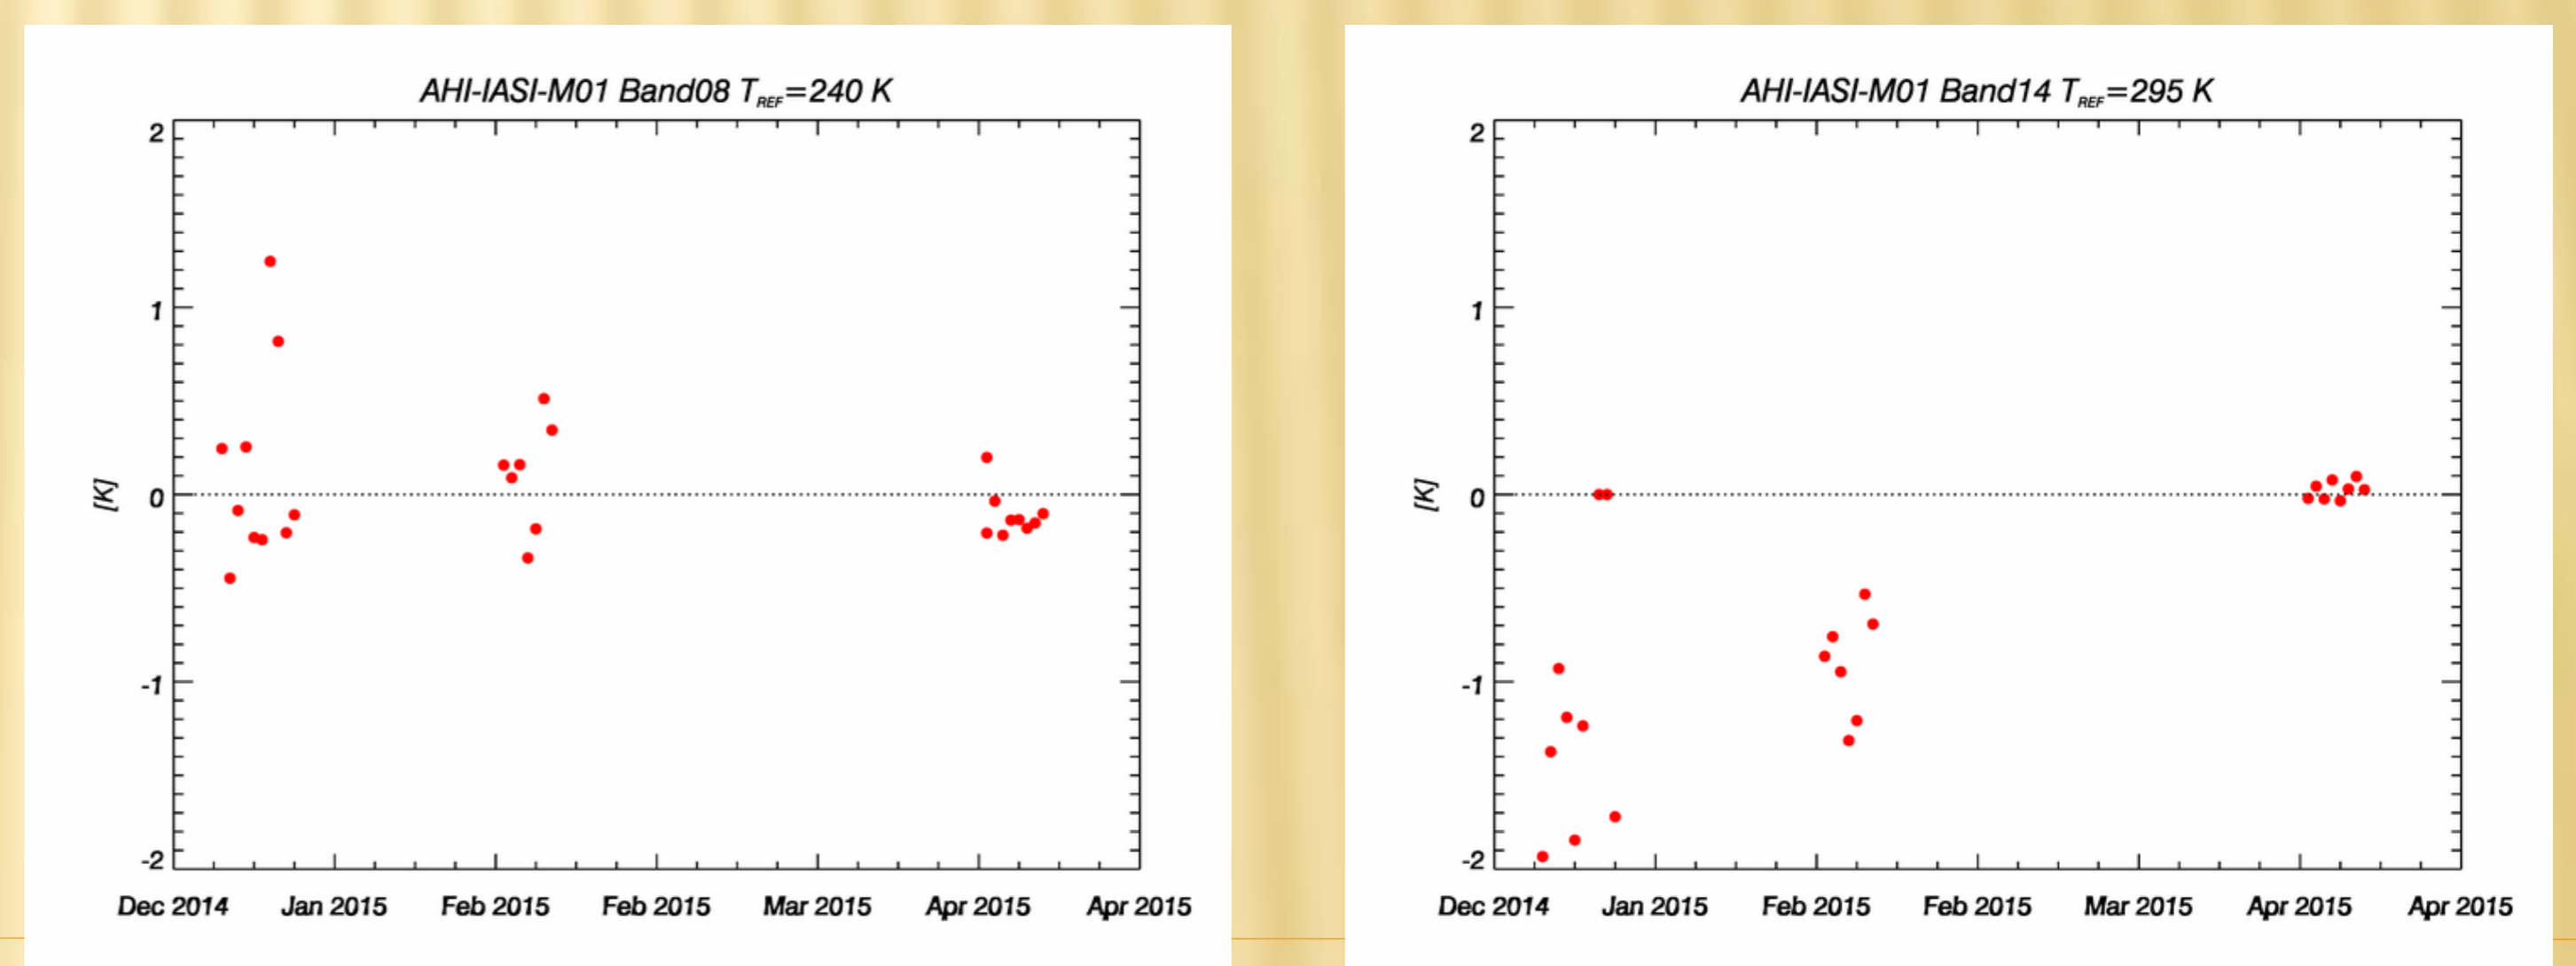 AHI-IASI-M01 Band08 TREF=240 K
2
1
0
-1
-2
[K]
Dec 2014 Jan 2015 Feb 2015 Feb 2015 Mar 2015 Apr 2015 Apr 2015
AHI-IASI-M01 Band14 TREF=295 K
2
1
0
-1
-2
[K]
Dec 2014 Jan 2015 Feb 2015 Feb 2015 Mar 2015 Apr 2015 Apr 2015